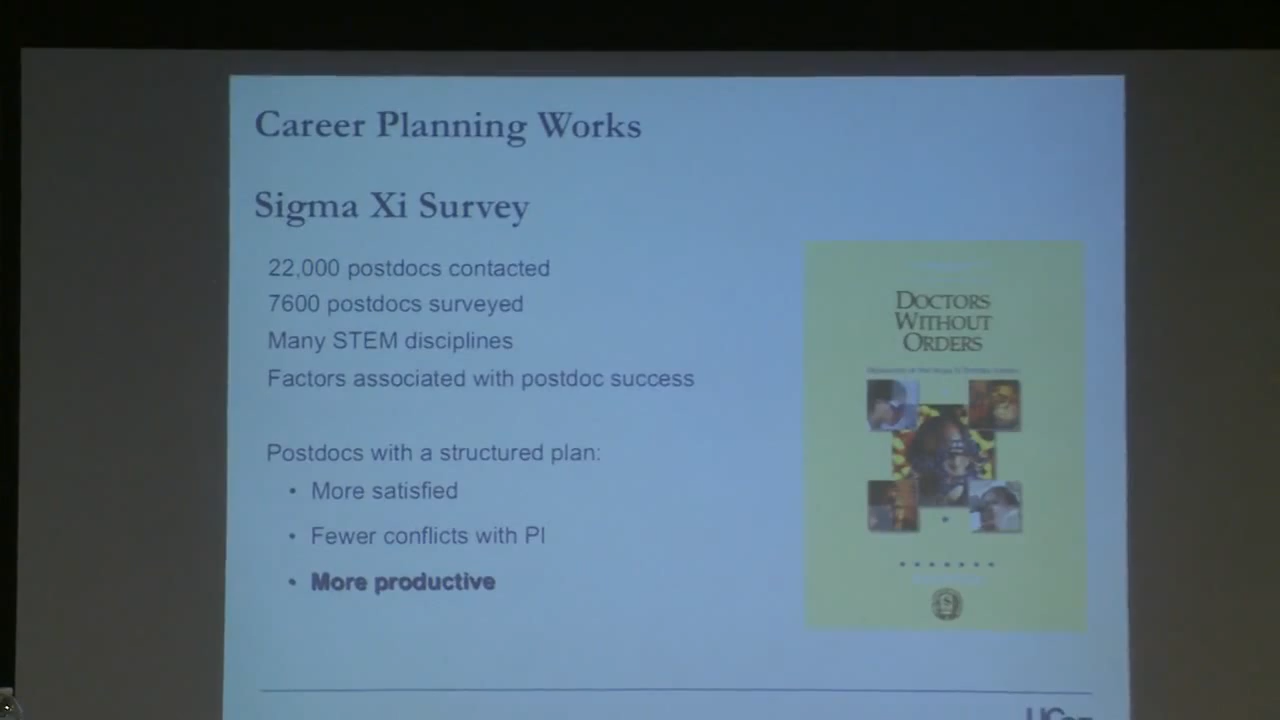 Career Planning Works
Sigma Xi Survey
22,000 postdocs contacted
7600 postdocs surveyed
Many STEM disciplines
Factors associated with postdoc success
Postdocs with a structured plan:
• More satisfied
• Fewer conflicts with PI
• More productive
DOCTORS
WITHOUT
ORDERS